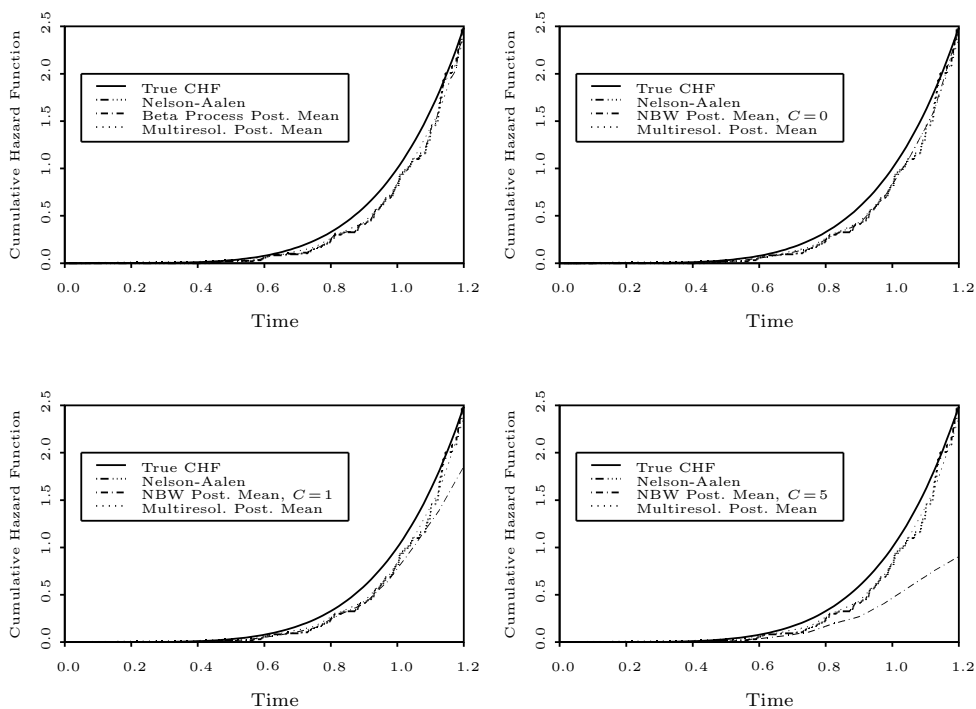 Cumulative Hazard Function
2.5
2.0
1.5
1.0
0.5
0.0
True CHF
Nelson-Aalen
Beta Process Post. Mean
Multiresol. Post. Mean
0.0 0.2 0.4 0.6 0.8 1.0 1.2
Time
Cumulative Hazard Function
2.5
2.0
1.5
1.0
0.5
0.0
True CHF
Nelson-Aalen
NBW Post. Mean, C=0
Multiresol. Post. Mean
0.0 0.2 0.4 0.6 0.8 1.0 1.2
Time
Cumulative Hazard Function
2.5
2.0
1.5
1.0
0.5
0.0
True CHF
Nelson-Aalen
NBW Post. Mean, C=1
Multiresol. Post. Mean
0.0 0.2 0.4 0.6 0.8 1.0 1.2
Time
Cumulative Hazard Function
2.5
2.0
1.5
1.0
0.5
0.0
True CHF
Nelson-Aalen
NBW Post. Mean, C=5
Multiresol. Post. Mean
0.0 0.2 0.4 0.6 0.8 1.0 1.2
Time